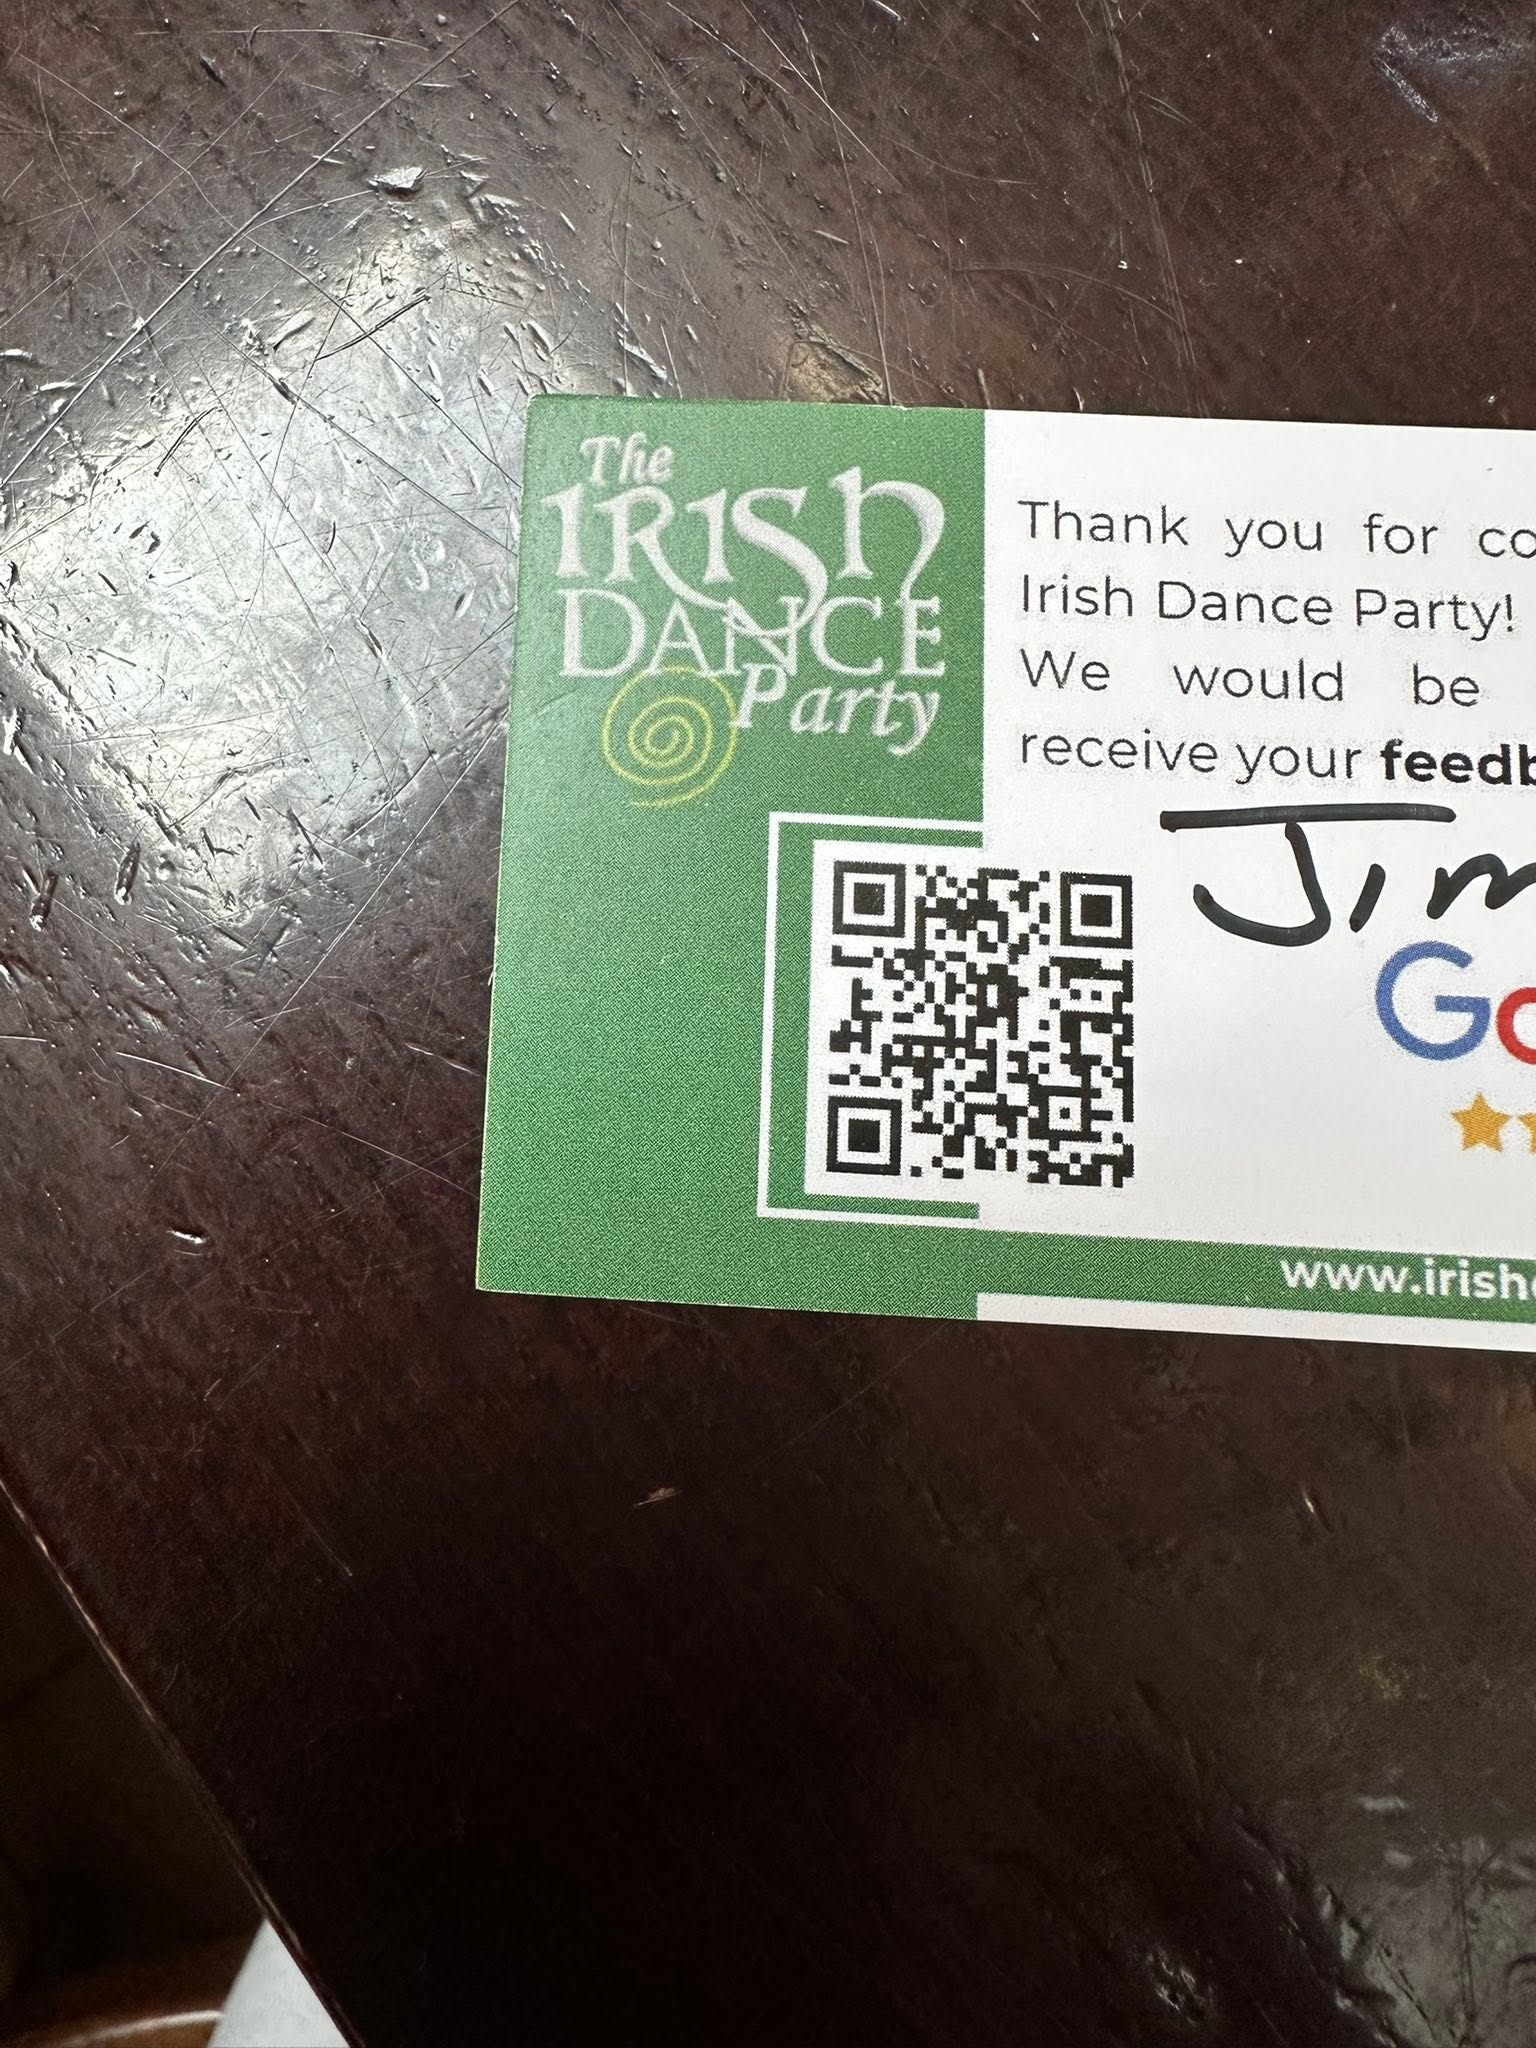 The
IRISH
DANCE
Party
Thank you for co
Irish Dance Party!
We would be
receive your feedb
Jim
Go
www.irish